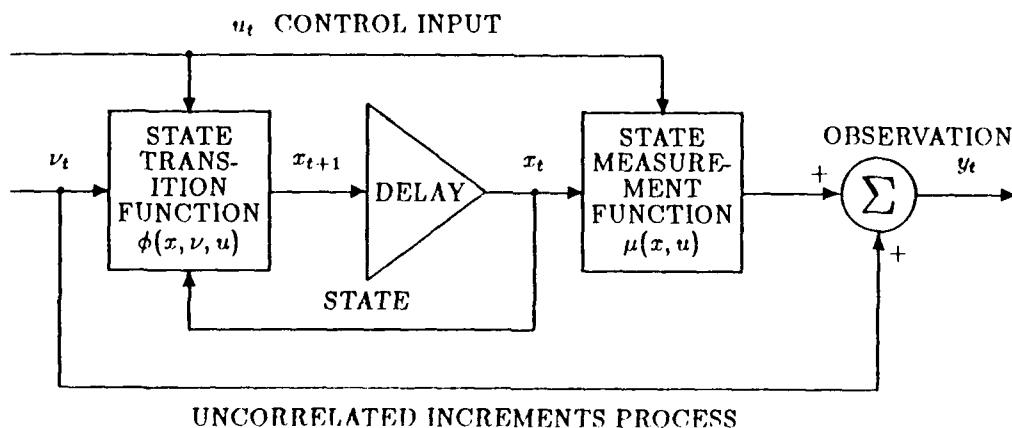 u_t CONTROL INPUT
STATE
TRANS-
ITION
FUNCTION
φ(x, ν, u)
ν_t
x_{t+1}
DELAY
x_t
STATE
STATE
MEASURE-
MENT
FUNCTION
μ(x, u)
OBSERVATION
y_t
+
Σ
+
UNCORRELATED INCREMENTS PROCESS